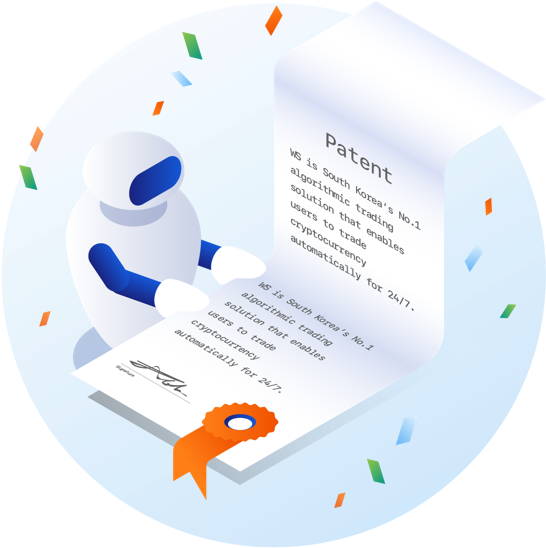 Patent
WS is South Korea's No.1
algorithmic trading
solution that enables
users to trade
cryptocurrency
automatically for 24/7.
WS is South Korea's No.1
algorithmic trading
solution that enables
users to trade
cryptocurrency
automatically for 24/7.
Signature